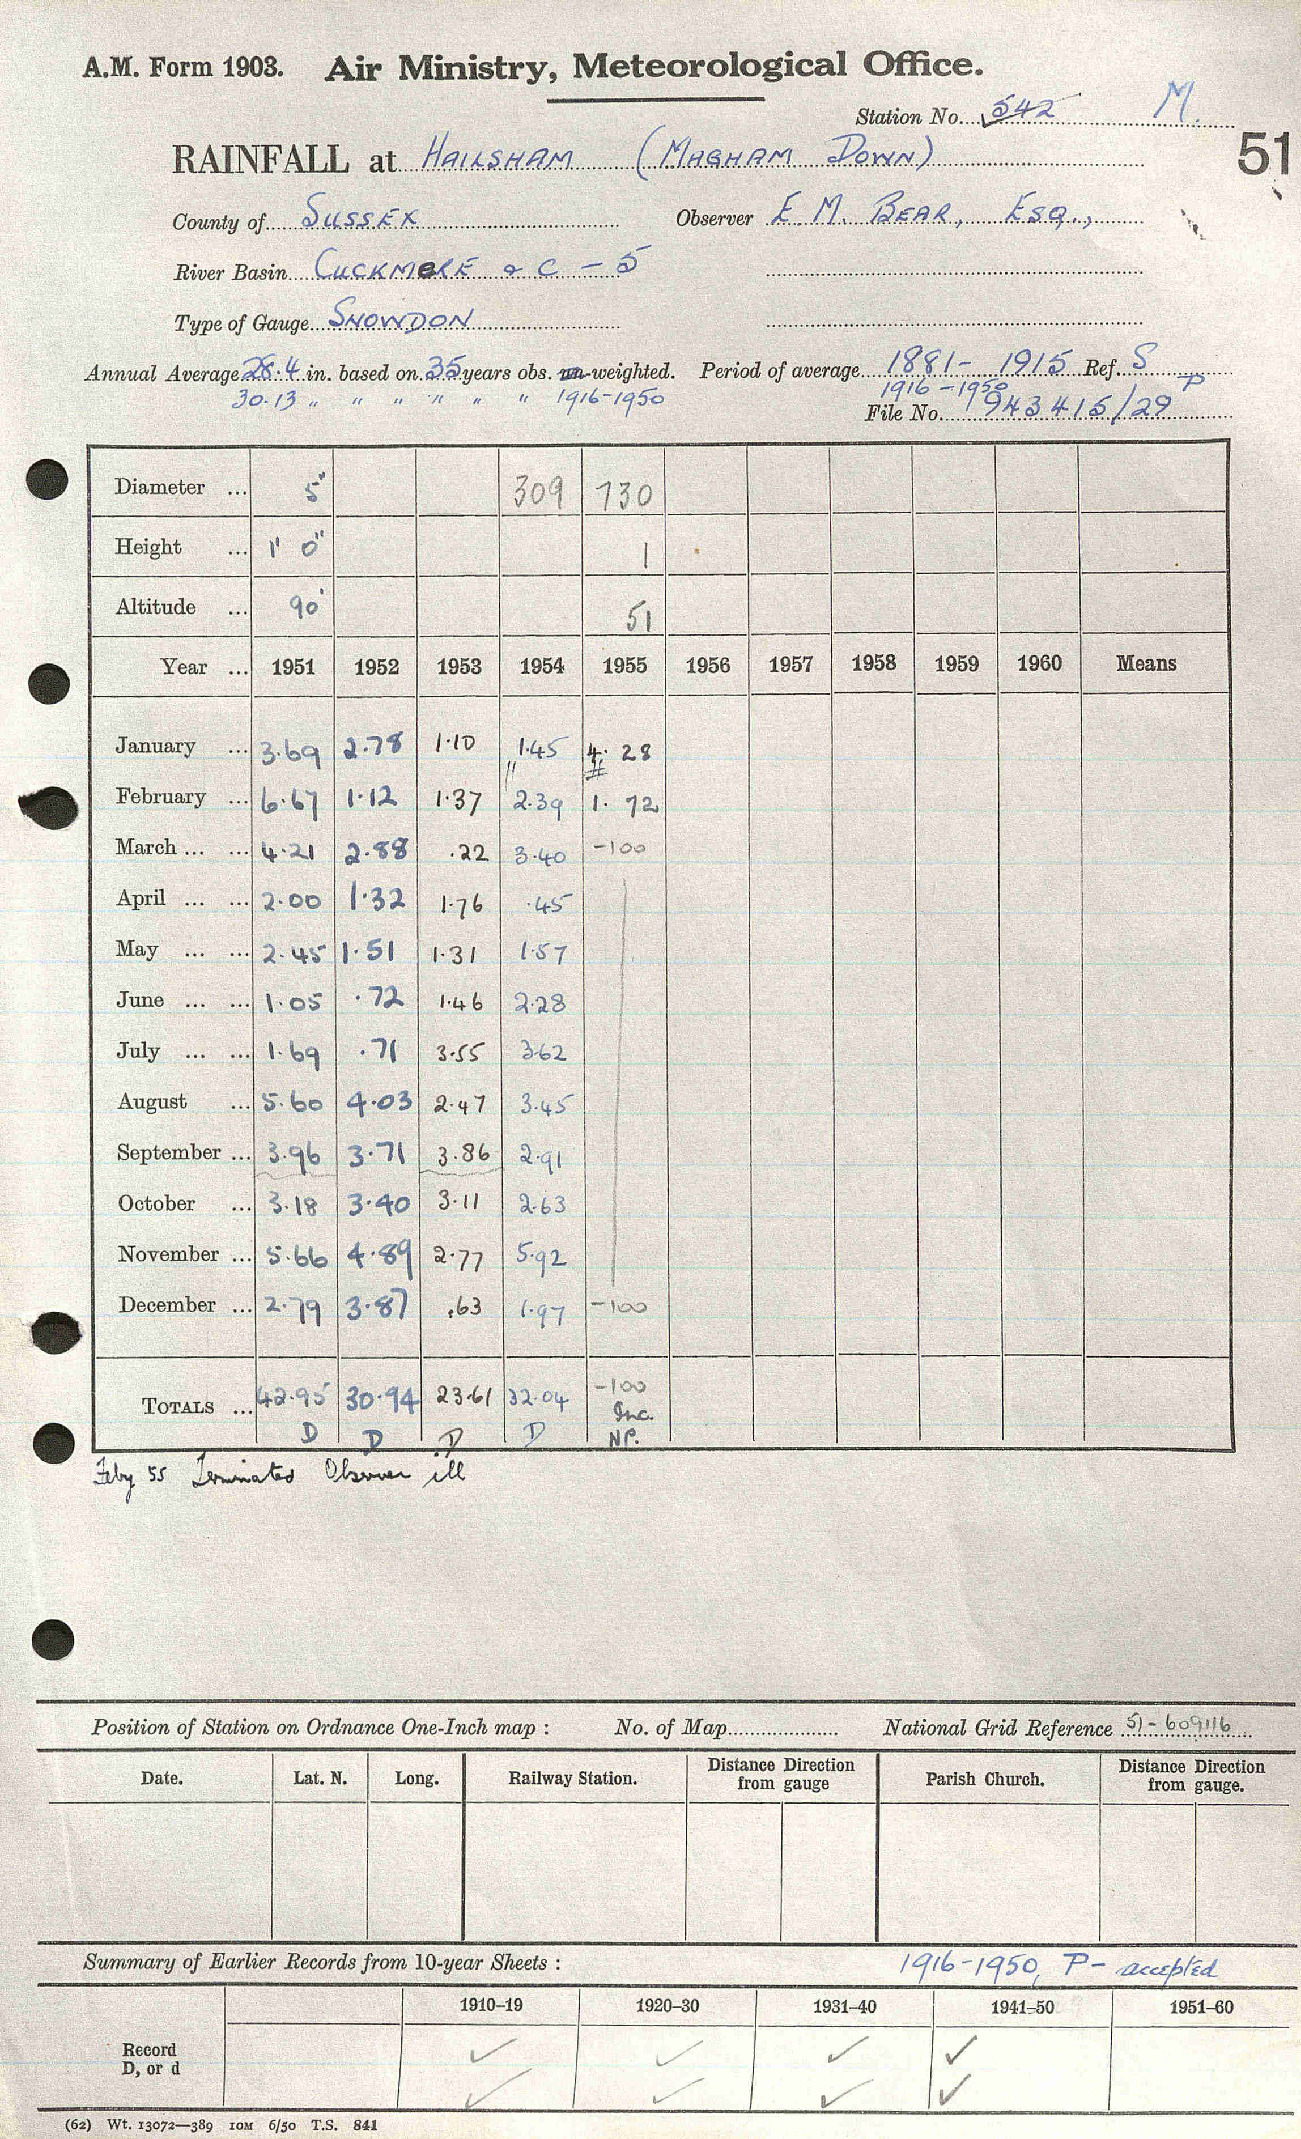 A.M. Form 1903. Air Ministry, Meteorological Office.
Station No. 542 M.
51
RAINFALL at HAILSHAM (MAGHAM DOWN)
County of SUSSEX Observer E M. BEAR, ESQ.,
River Basin CUCKMERE & C - 5
Type of Gauge SNOWDON
Annual Average 28.4 in. based on 35 years obs. un-weighted. Period of average 1881- 1915 Ref. S
30.13 " " " " " " 1916-1950 1916-1950 P
File No. 943415/29
Diameter ... 5" 309 730
Height ... 1' 0" 1
Altitude ... 90' 51
Year ... 1951 1952 1953 1954 1955 1956 1957 1958 1959 1960 Means
January ... 3.69 2.78 1.10 1.45 4.28
February ... 6.67 1.12 1.37 2.39 1.72
March ... ... 4.21 2.88 .22 3.40 -100
April ... ... 2.00 1.32 1.76 .45
May ... ... 2.45 1.51 1.31 1.57
June ... ... 1.05 .72 1.46 2.28
July ... ... 1.69 .71 3.55 3.62
August ... 5.60 4.03 2.47 3.45
September ... 3.96 3.71 3.86 2.91
October ... 3.18 3.40 3.11 2.63
November ... 5.66 4.89 2.77 5.92
December ... 2.79 3.87 .63 1.97 -100
TOTALS ... 42.95 30.94 23.61 32.04 -100
Inc.
D D D D NP.
Feby 55 Terminated Observer ill
Position of Station on Ordnance One-Inch map : No. of Map National Grid Reference 51-609116
Date. Lat. N. Long. Railway Station. Distance Direction from gauge Parish Church. Distance Direction from gauge.
Summary of Earlier Records from 10-year Sheets : 1916-1950, P- accepted
1910–19 1920–30 1931–40 1941–50 1951–60
Record
D, or d
(62) Wt. 13072—389 10M 6/50 T.S. 841